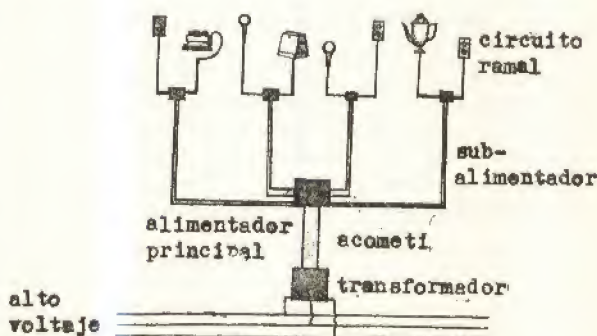 circuito
ramal
sub-
alimentador
alimentador
principal
acometi
transformador
alto
voltaje